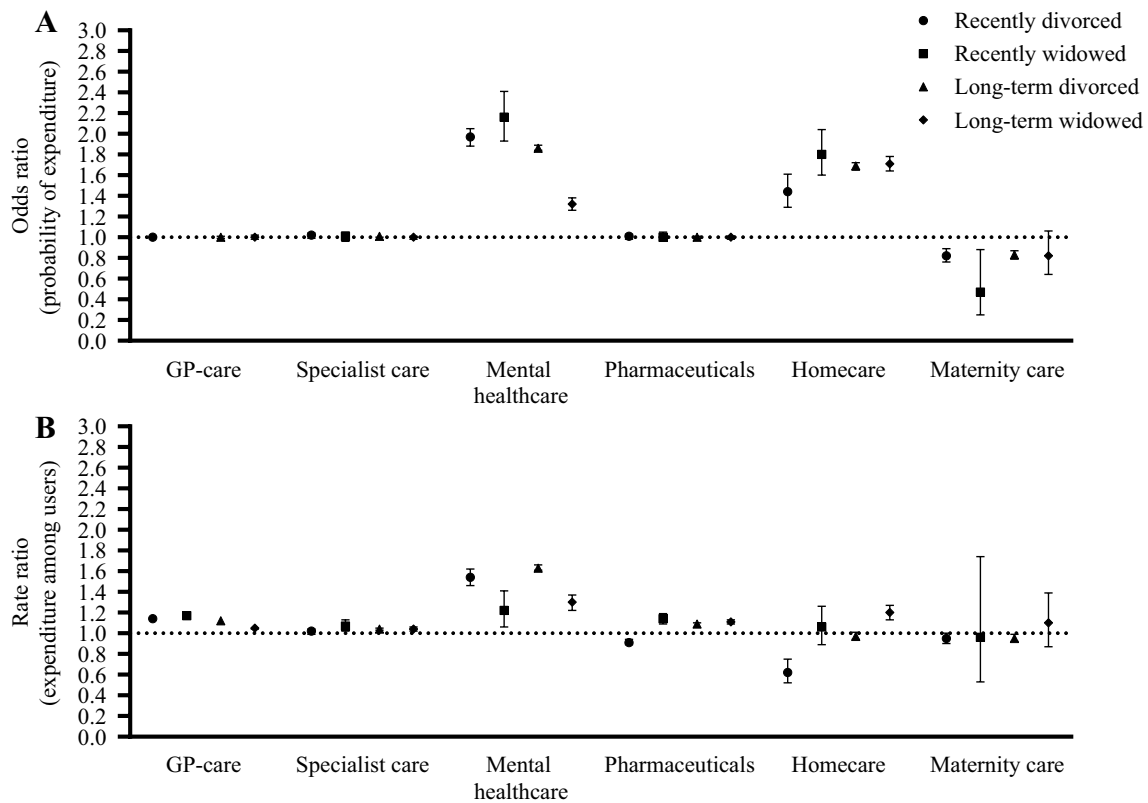 A
Odds ratio
(probability of expenditure)
3.0
2.8
2.6
2.4
2.2
2.0
1.8
1.6
1.4
1.2
1.0
0.8
0.6
0.4
0.2
0.0
Recently divorced
Recently widowed
Long-term divorced
Long-term widowed
GP-care
Specialist care
Mental
healthcare
Pharmaceuticals
Homecare
Maternity care
B
Rate ratio
(expenditure among users)
3.0
2.8
2.6
2.4
2.2
2.0
1.8
1.6
1.4
1.2
1.0
0.8
0.6
0.4
0.2
0.0
GP-care
Specialist care
Mental
healthcare
Pharmaceuticals
Homecare
Maternity care